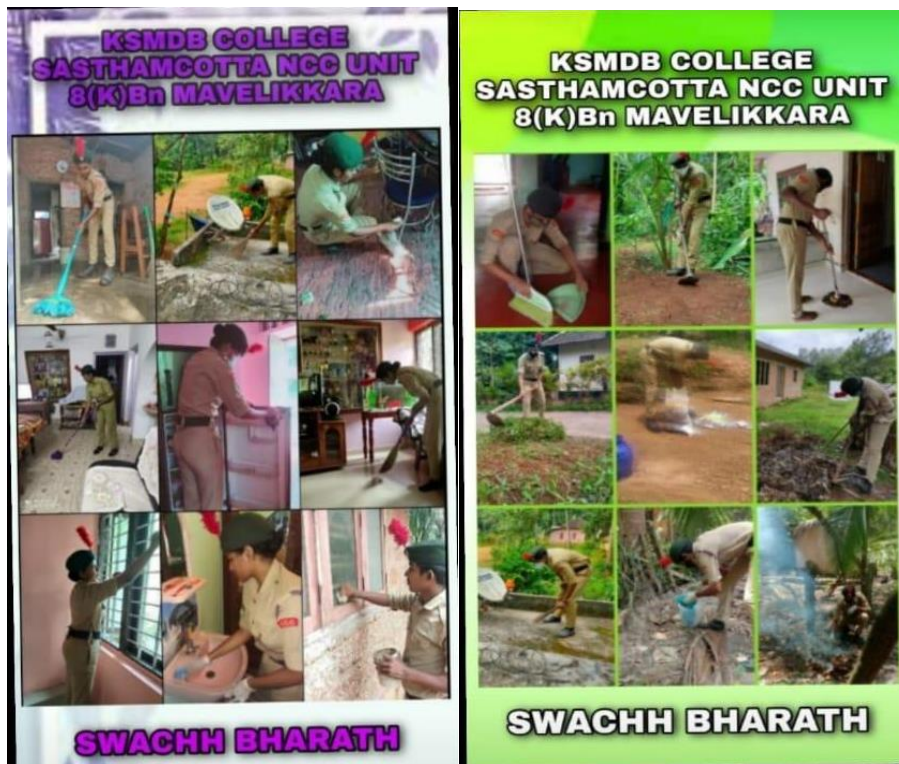 KSMDB COLLEGE
SASTHAMCOTTA NCC UNIT
8(K)Bn MAVELIKKARA
SWACHH BHARATH
KSMDB COLLEGE
SASTHAMCOTTA NCC UNIT
8(K)Bn MAVELIKKARA
SWACHH BHARATH